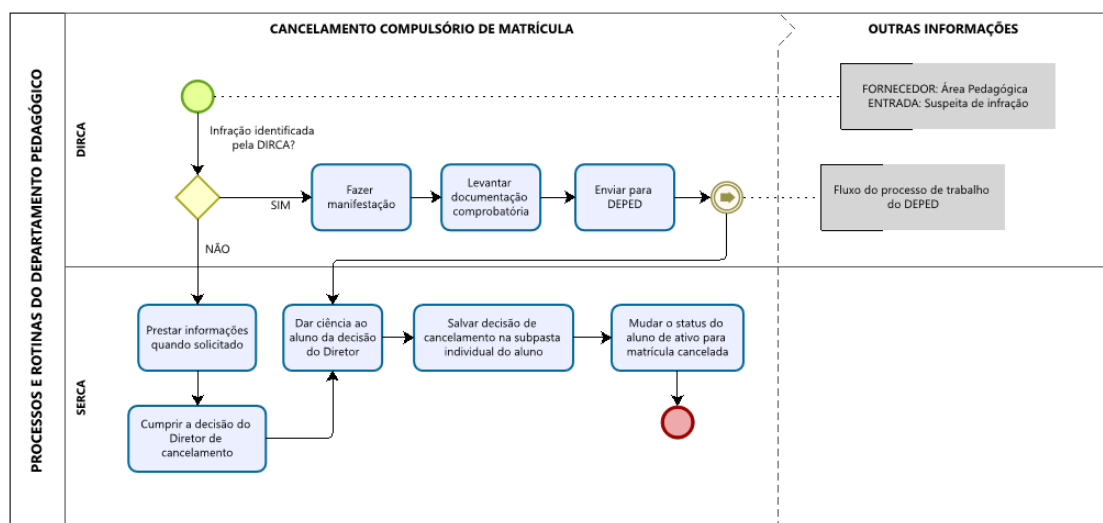 PROCESSOS E ROTINAS DO DEPARTAMENTO PEDAGÓGICO
CANCELAMENTO COMPULSÓRIO DE MATRÍCULA
OUTRAS INFORMAÇÕES
DIRCA
FORNECEDOR: Área Pedagógica
ENTRADA: Suspeita de infração
Infração identificada
pela DIRCA?
SIM
NÃO
Fazer
manifestação
Levantar
documentação
comprobatória
Enviar para
DEPED
Fluxo do processo de trabalho
do DEPED
SERCA
Prestar informações
quando solicitado
Dar ciência ao
aluno da decisão
do Diretor
Salvar decisão de
cancelamento na subpasta
individual do aluno
Mudar o status do
aluno de ativo para
matrícula cancelada
Cumprir a decisão do
Diretor de
cancelamento